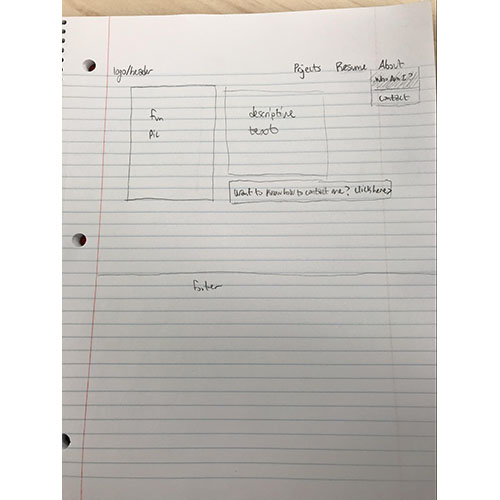 logo/header Pojects Resume About
Who Am I?
Contact
fun
pic
descriptive
text
Want to know how to contact me? Click here>
footer